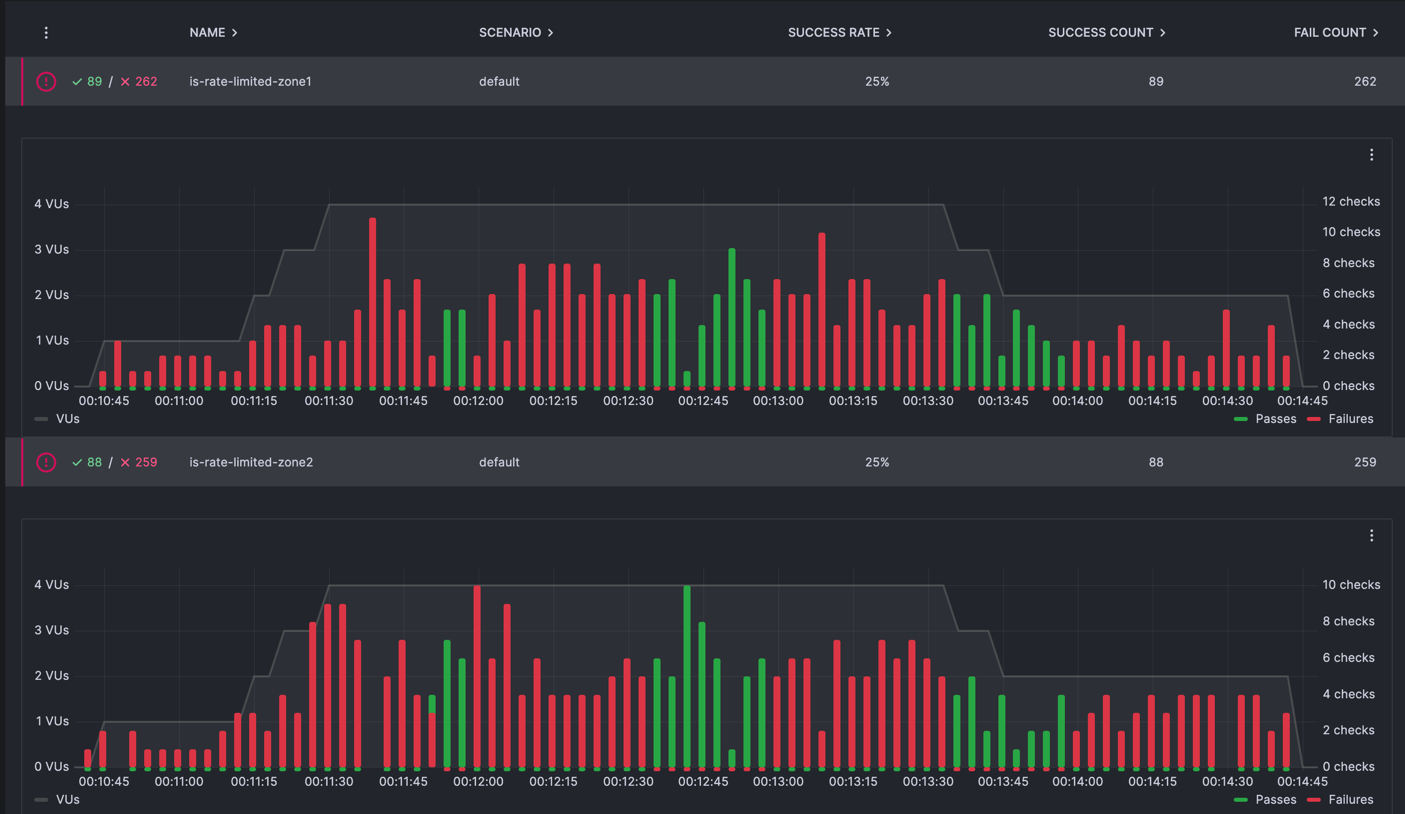 NAME > SCENARIO > SUCCESS RATE > SUCCESS COUNT > FAIL COUNT >
✓ 89 / ✕ 262 is-rate-limited-zone1 default 25% 89 262
4 VUs 12 checks
10 checks
3 VUs 8 checks
2 VUs 6 checks
1 VUs 4 checks
2 checks
0 VUs 0 checks
00:10:45 00:11:00 00:11:15 00:11:30 00:11:45 00:12:00 00:12:15 00:12:30 00:12:45 00:13:00 00:13:15 00:13:30 00:13:45 00:14:00 00:14:15 00:14:30 00:14:45
VUs Passes Failures
✓ 88 / ✕ 259 is-rate-limited-zone2 default 25% 88 259
4 VUs 10 checks
3 VUs 8 checks
2 VUs 6 checks
4 checks
1 VUs 2 checks
0 VUs 0 checks
00:10:45 00:11:00 00:11:15 00:11:30 00:11:45 00:12:00 00:12:15 00:12:30 00:12:45 00:13:00 00:13:15 00:13:30 00:13:45 00:14:00 00:14:15 00:14:30 00:14:45
VUs Passes Failures